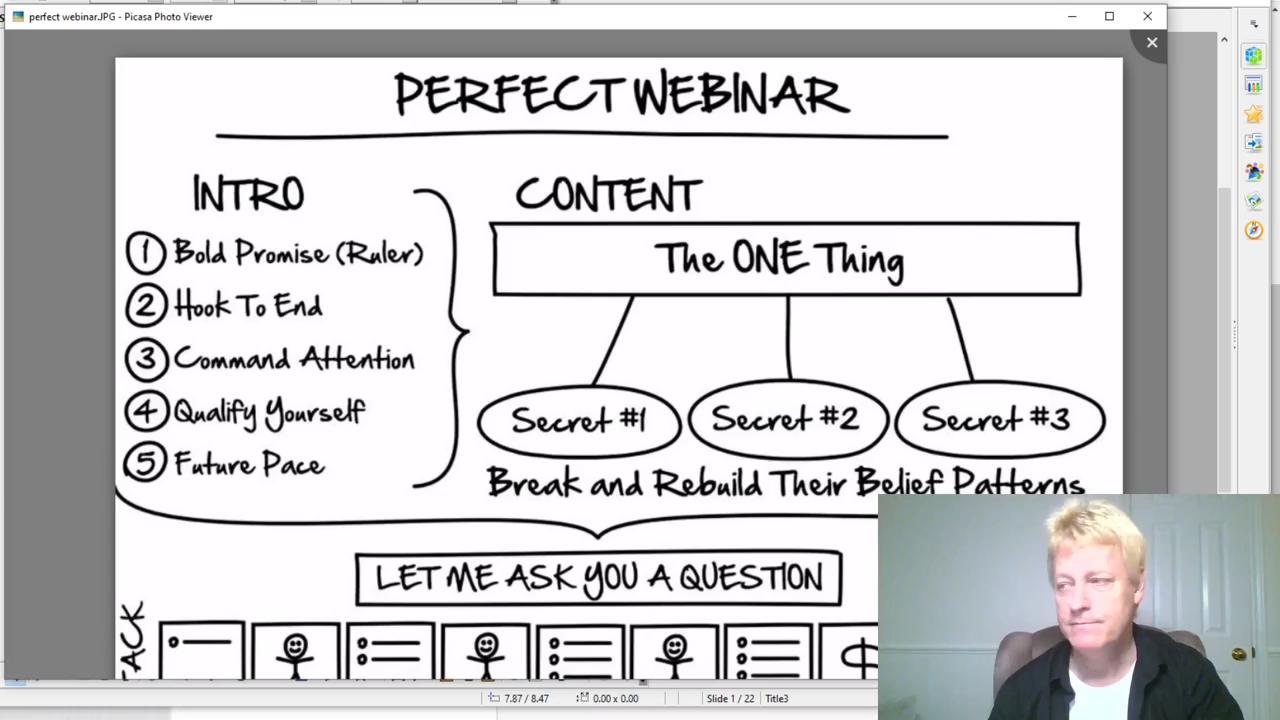 perfect webinar.JPG - Picasa Photo Viewer
PERFECT WEBINAR
INTRO
1 Bold Promise (Ruler)
2 Hook To End
3 Command Attention
4 Qualify Yourself
5 Future Pace
CONTENT
The ONE Thing
Secret #1
Secret #2
Secret #3
Break and Rebuild Their Belief Patterns
LET ME ASK YOU A QUESTION
7.87 / 8.47
0.00 x 0.00
Slide 1 / 22
Title3